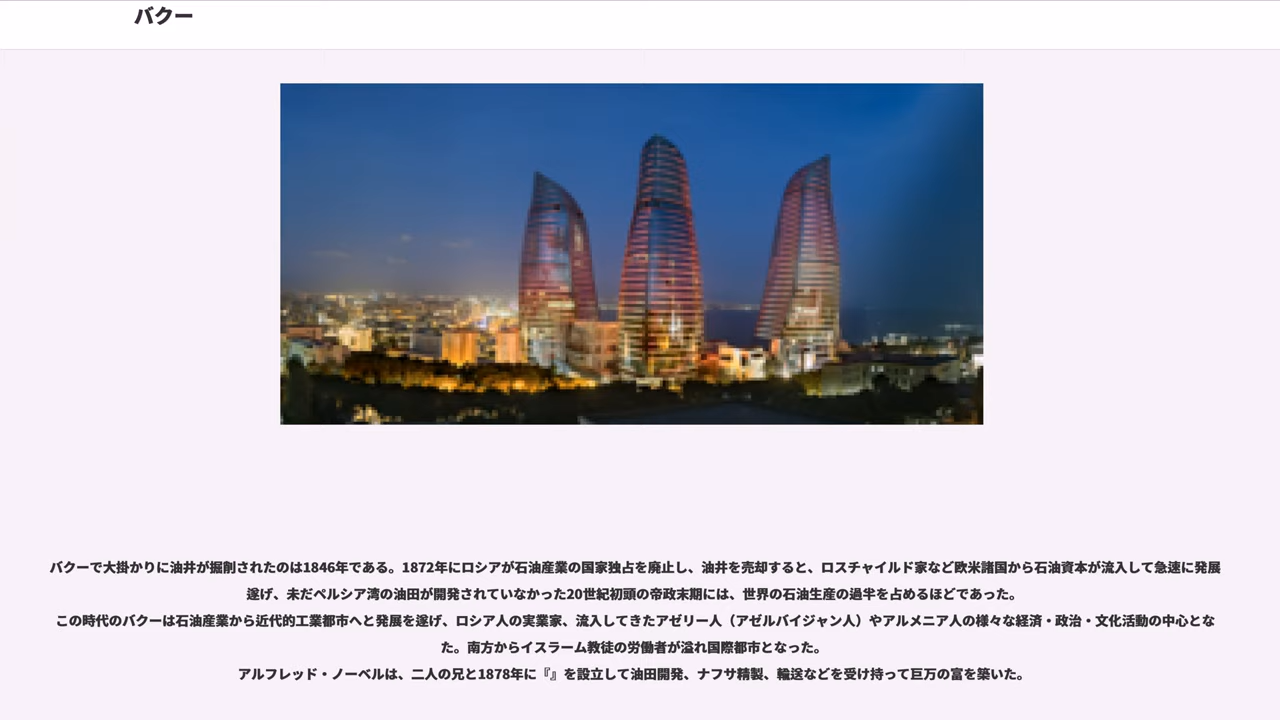 バクー
バクーで大掛かりに油井が掘削されたのは1846年である。1872年にロシアが石油産業の国家独占を廃止し、油井を売却すると、ロスチャイルド家など欧米諸国から石油資本が流入して急速に発展
遂げ、未だペルシア湾の油田が開発されていなかった20世紀初頭の帝政末期には、世界の石油生産の過半を占めるほどであった。
この時代のバクーは石油産業から近代的工業都市へと発展を遂げ、ロシア人の実業家、流入してきたアゼリー人（アゼルバイジャン人）やアルメニア人の様々な経済・政治・文化活動の中心とな
た。南方からイスラーム教徒の労働者が溢れ国際都市となった。
アルフレッド・ノーベルは、二人の兄と1878年に『』を設立して油田開発、ナフサ精製、輸送などを受け持って巨万の富を築いた。